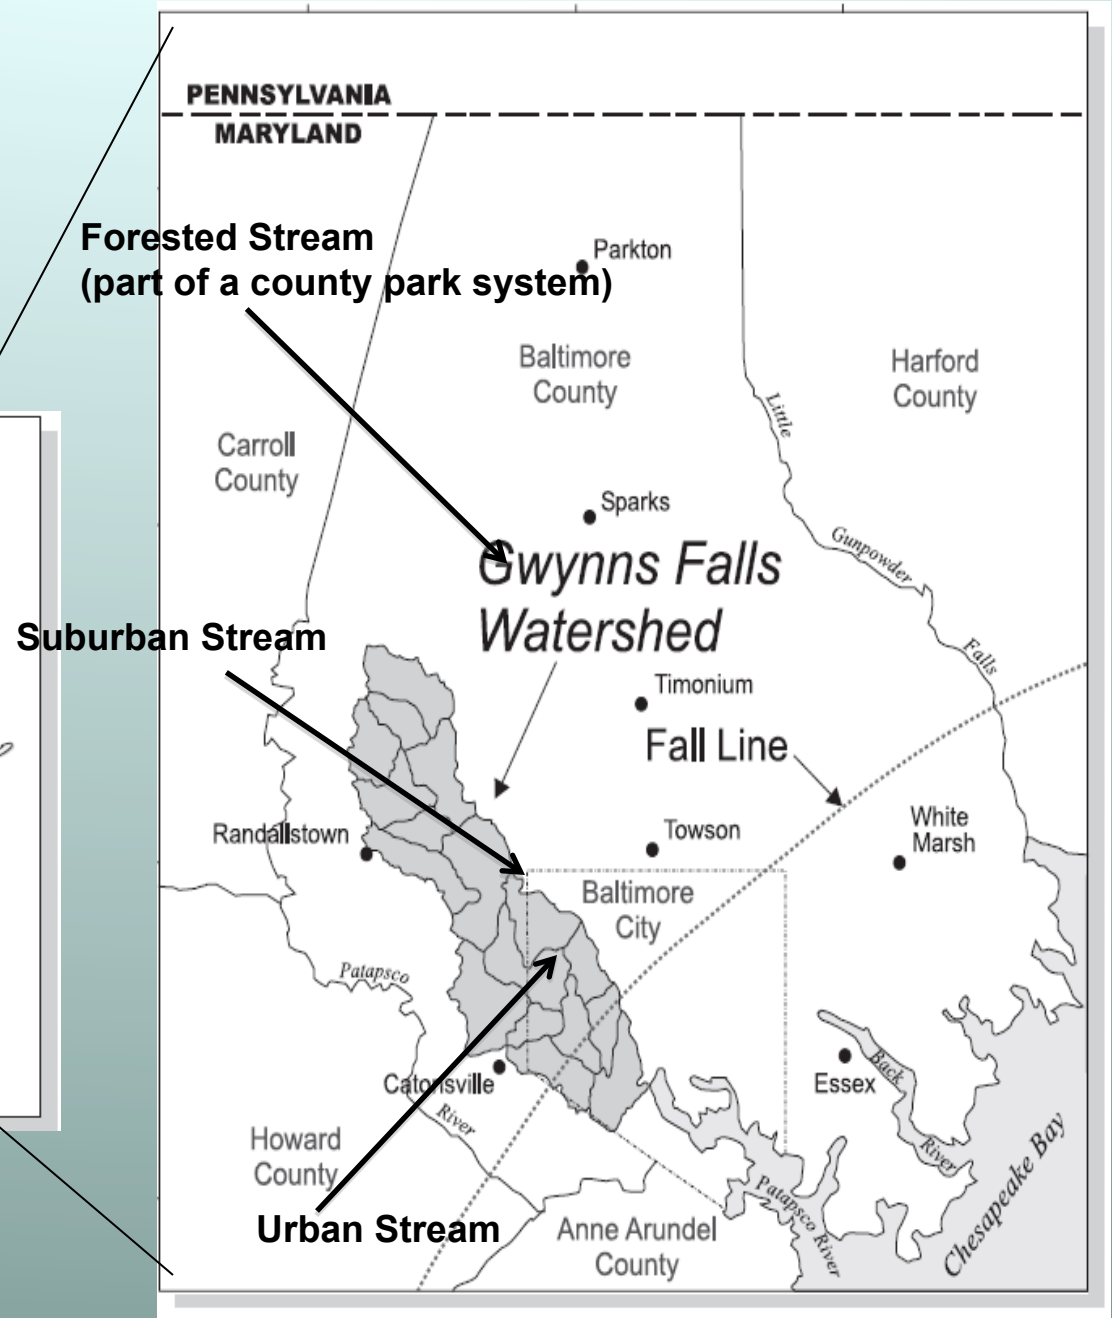 PENNSYLVANIA
MARYLAND
Forested Stream
(part of a county park system)
Parkton
Baltimore
County
Harford
County
Little
Carroll
County
Sparks
Gunpowder
Gwynns Falls
Watershed
Suburban Stream
Falls
Timonium
Fall Line
White
Marsh
Randallstown
Towson
Baltimore
City
Patapsco
Catonsville
Essex
Back
River
River
Howard
County
Chesapeake Bay
Urban Stream
Anne Arundel
County
Patapsco River